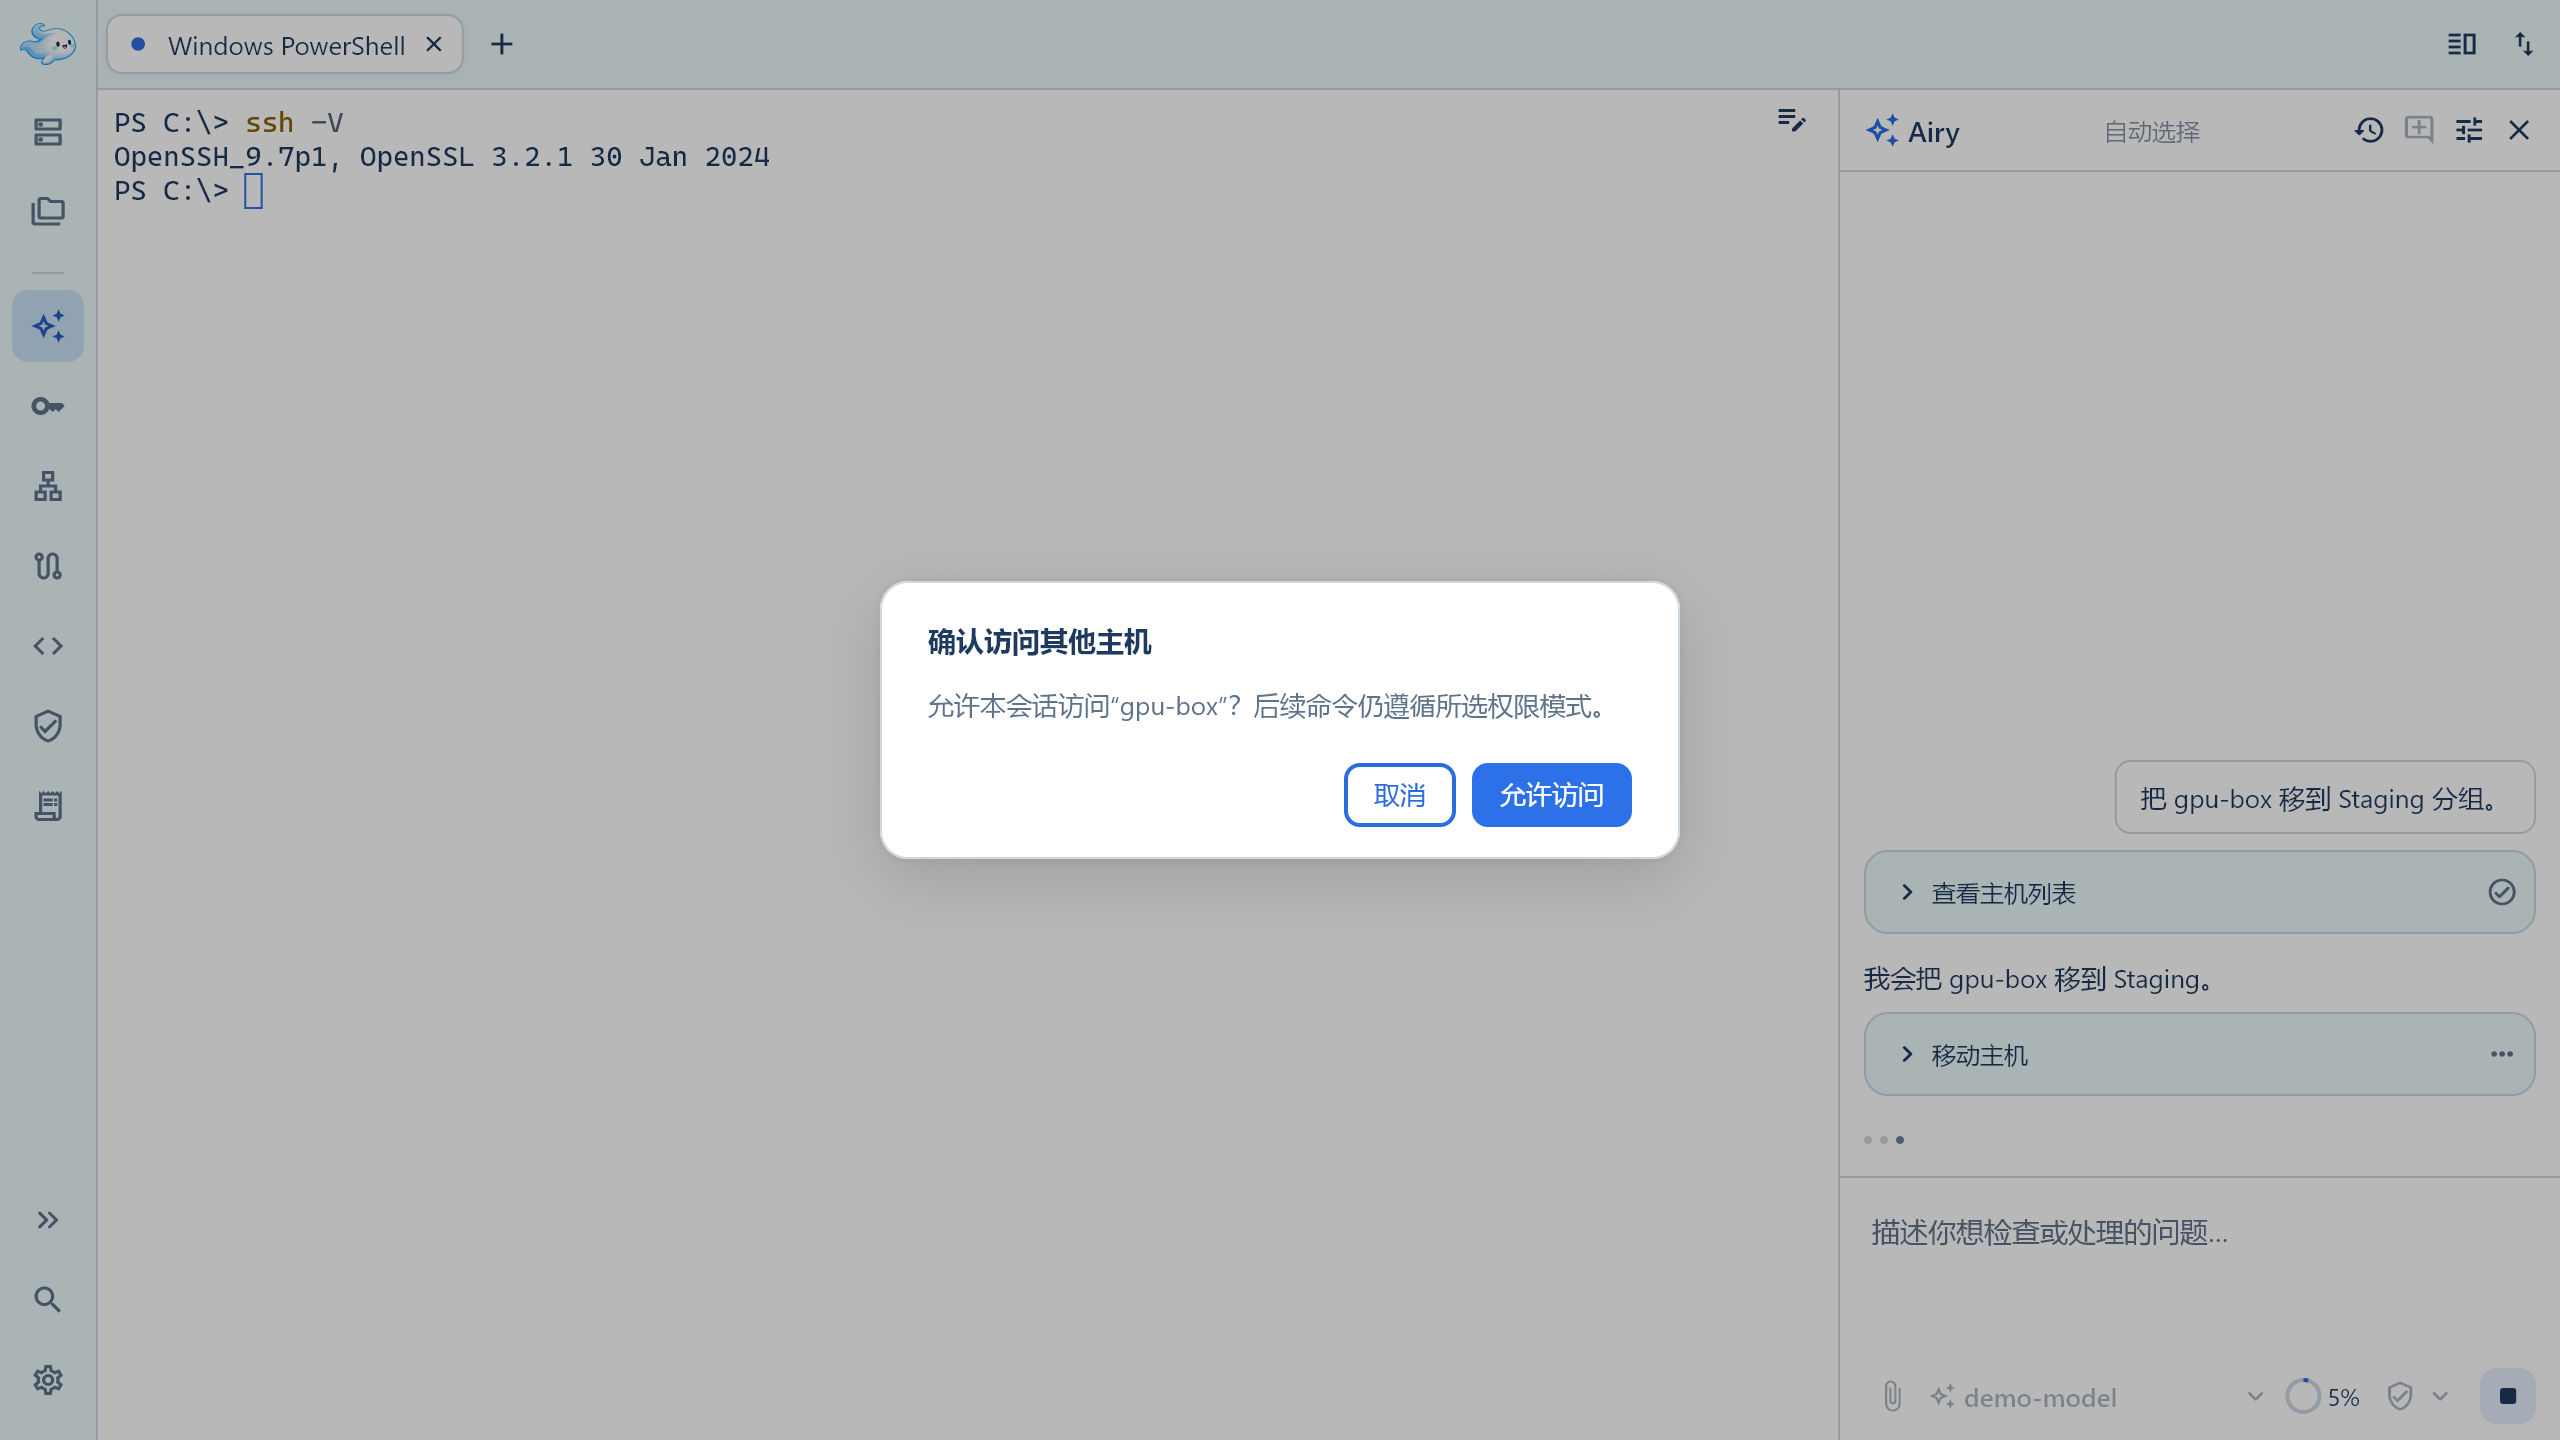 Windows PowerShell
PS C:\> ssh -V
OpenSSH_9.7p1, OpenSSL 3.2.1 30 Jan 2024
PS C:\>
Airy
自动选择
确认访问其他主机
允许本会话访问“gpu-box”？后续命令仍遵循所选权限模式。
取消
允许访问
把 gpu-box 移到 Staging 分组。
查看主机列表
我会把 gpu-box 移到 Staging。
移动主机
描述你想检查或处理的问题...
demo-model
5%